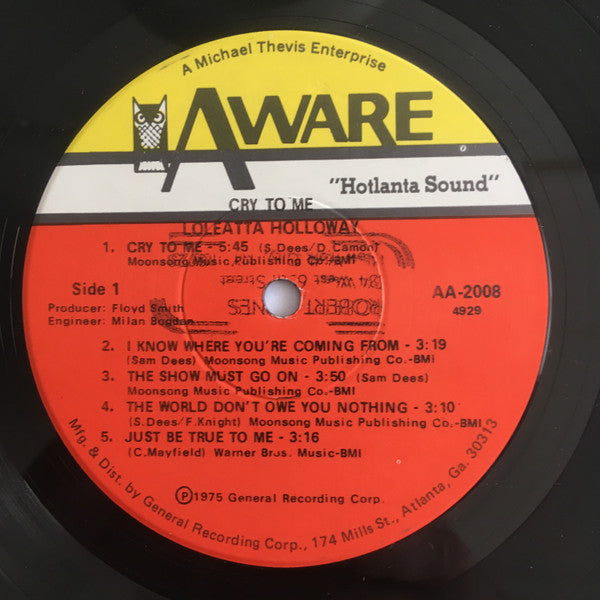 A Michael Thevis Enterprise
AWARE
"Hotlanta Sound"
CRY TO ME
LOLEATTA HOLLOWAY
1. CRY TO ME - 5:45 (S.Dees/D.Camon)
Moonsong Music Publishing Co.-BMI
Side 1
AA-2008
4929
Producer: Floyd Smith
Engineer: Milan Bogdan
2. I KNOW WHERE YOU'RE COMING FROM - 3:19
(Sam Dees) Moonsong Music Publishing Co.-BMI
3. THE SHOW MUST GO ON - 3:50 (Sam Dees)
Moonsong Music Publishing Co.-BMI
4. THE WORLD DON'T OWE YOU NOTHING - 3:10
(S.Dees/F.Knight) Moonsong Music Publishing Co.-BMI
5. JUST BE TRUE TO ME - 3:16
(C.Mayfield) Warner Bros. Music-BMI
Ⓟ1975 General Recording Corp.
Mfg. & Dist. by General Recording Corp., 174 Mills St., Atlanta, Ga. 30313
ROBERT JONES
Street